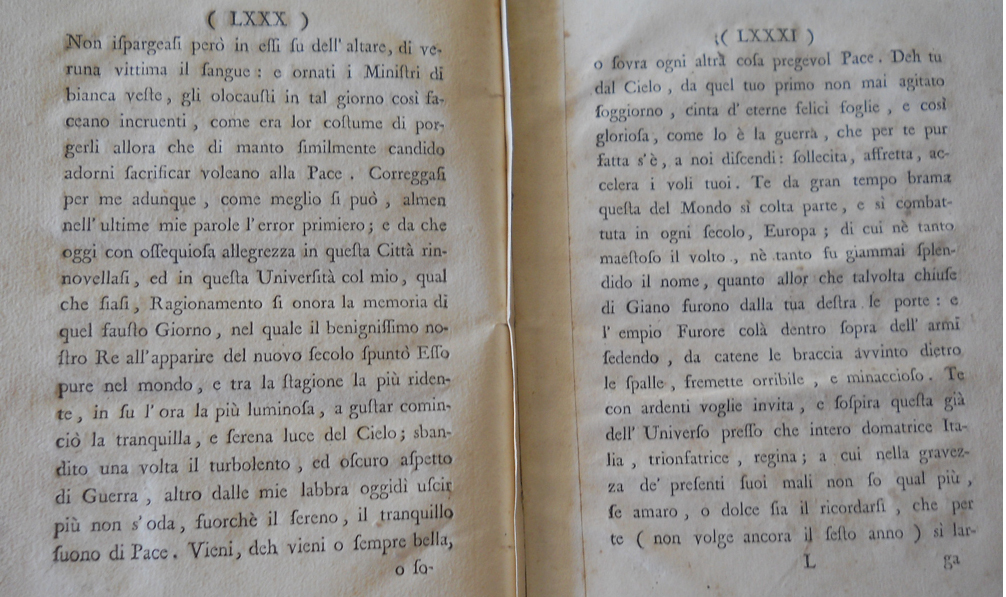 ( LXXX )
Non iſpargeaſi però in eſſi ſu dell' altare, di ve-
runa vittima il ſangue : e ornati i Miniſtri di
bianca veſte, gli olocauſti in tal giorno così fa-
ceano incruenti, come era lor coſtume di por-
gerli allora che di manto ſimilmente candido
adorni ſacrificar voleano alla Pace. Correggaſi
per me adunque, come meglio ſi può, almen
nell' ultime mie parole l' error primiero; e da che
oggi con oſſequioſa allegrezza in queſta Città rin-
novellaſi, ed in queſta Univerſità col mio, qual
che ſiaſi, Ragionamento ſi onora la memoria di
quel fauſto Giorno, nel quale il benigniſſimo no-
ſtro Re all' apparire del nuovo ſecolo ſpuntò Eſſo
pure nel mondo, e tra la ſtagione la più riden-
te, in ſu l' ora la più luminoſa, a guſtar comin-
ciò la tranquilla, e ſerena luce del Cielo; sban-
dito una volta il turbolento, ed oſcuro aſpetto
di Guerra, altro dalle mie labbra oggidì uſcir
più non s' oda, fuorchè il ſereno, il tranquillo
ſuono di Pace. Vieni, deh vieni o ſempre bella,
o ſo-
( LXXXI )
o ſovra ogni altra coſa pregevol Pace. Deh tu
dal Cielo, da quel tuo primo non mai agitato
ſoggiorno, cinta d' eterne felici foglie, e così
glorioſa, come lo è la guerra, che per te pur
fatta s' è, a noi diſcendi: ſollecita, affretta, ac-
celera i voli tuoi. Te da gran tempo brama
queſta del Mondo sì colta parte, e sì combat-
tuta in ogni ſecolo, Europa; di cui nè tanto
maeſtoſo il volto, nè tanto fu giammai ſplen-
dido il nome, quanto allor che talvolta chiuſe
di Giano furono dalla tua deſtra le porte: e
l' empio Furore colà dentro ſopra dell' armi
ſedendo, da catene le braccia avvinto dietro
le ſpalle, fremette orribile, e minaccioſo. Te
con ardenti voglie invita, e ſoſpira queſta già
dell' Univerſo preſſo che intero domatrice Ita-
lia, trionfatrice, regina; a cui nella gravez-
za de' preſenti ſuoi mali non ſo qual più,
ſe amaro, o dolce ſia il ricordarſi, che per
te ( non volge ancora il ſeſto anno ) sì lar-
L ga